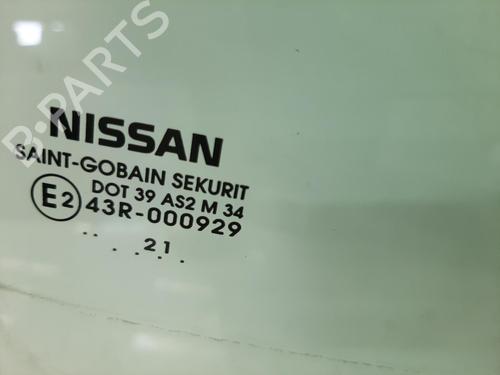 B-PARTS
NISSAN
SAINT-GOBAIN SEKURIT
DOT 39 AS2 M 34
E2 43R-000929
.. 21
. . . . . .